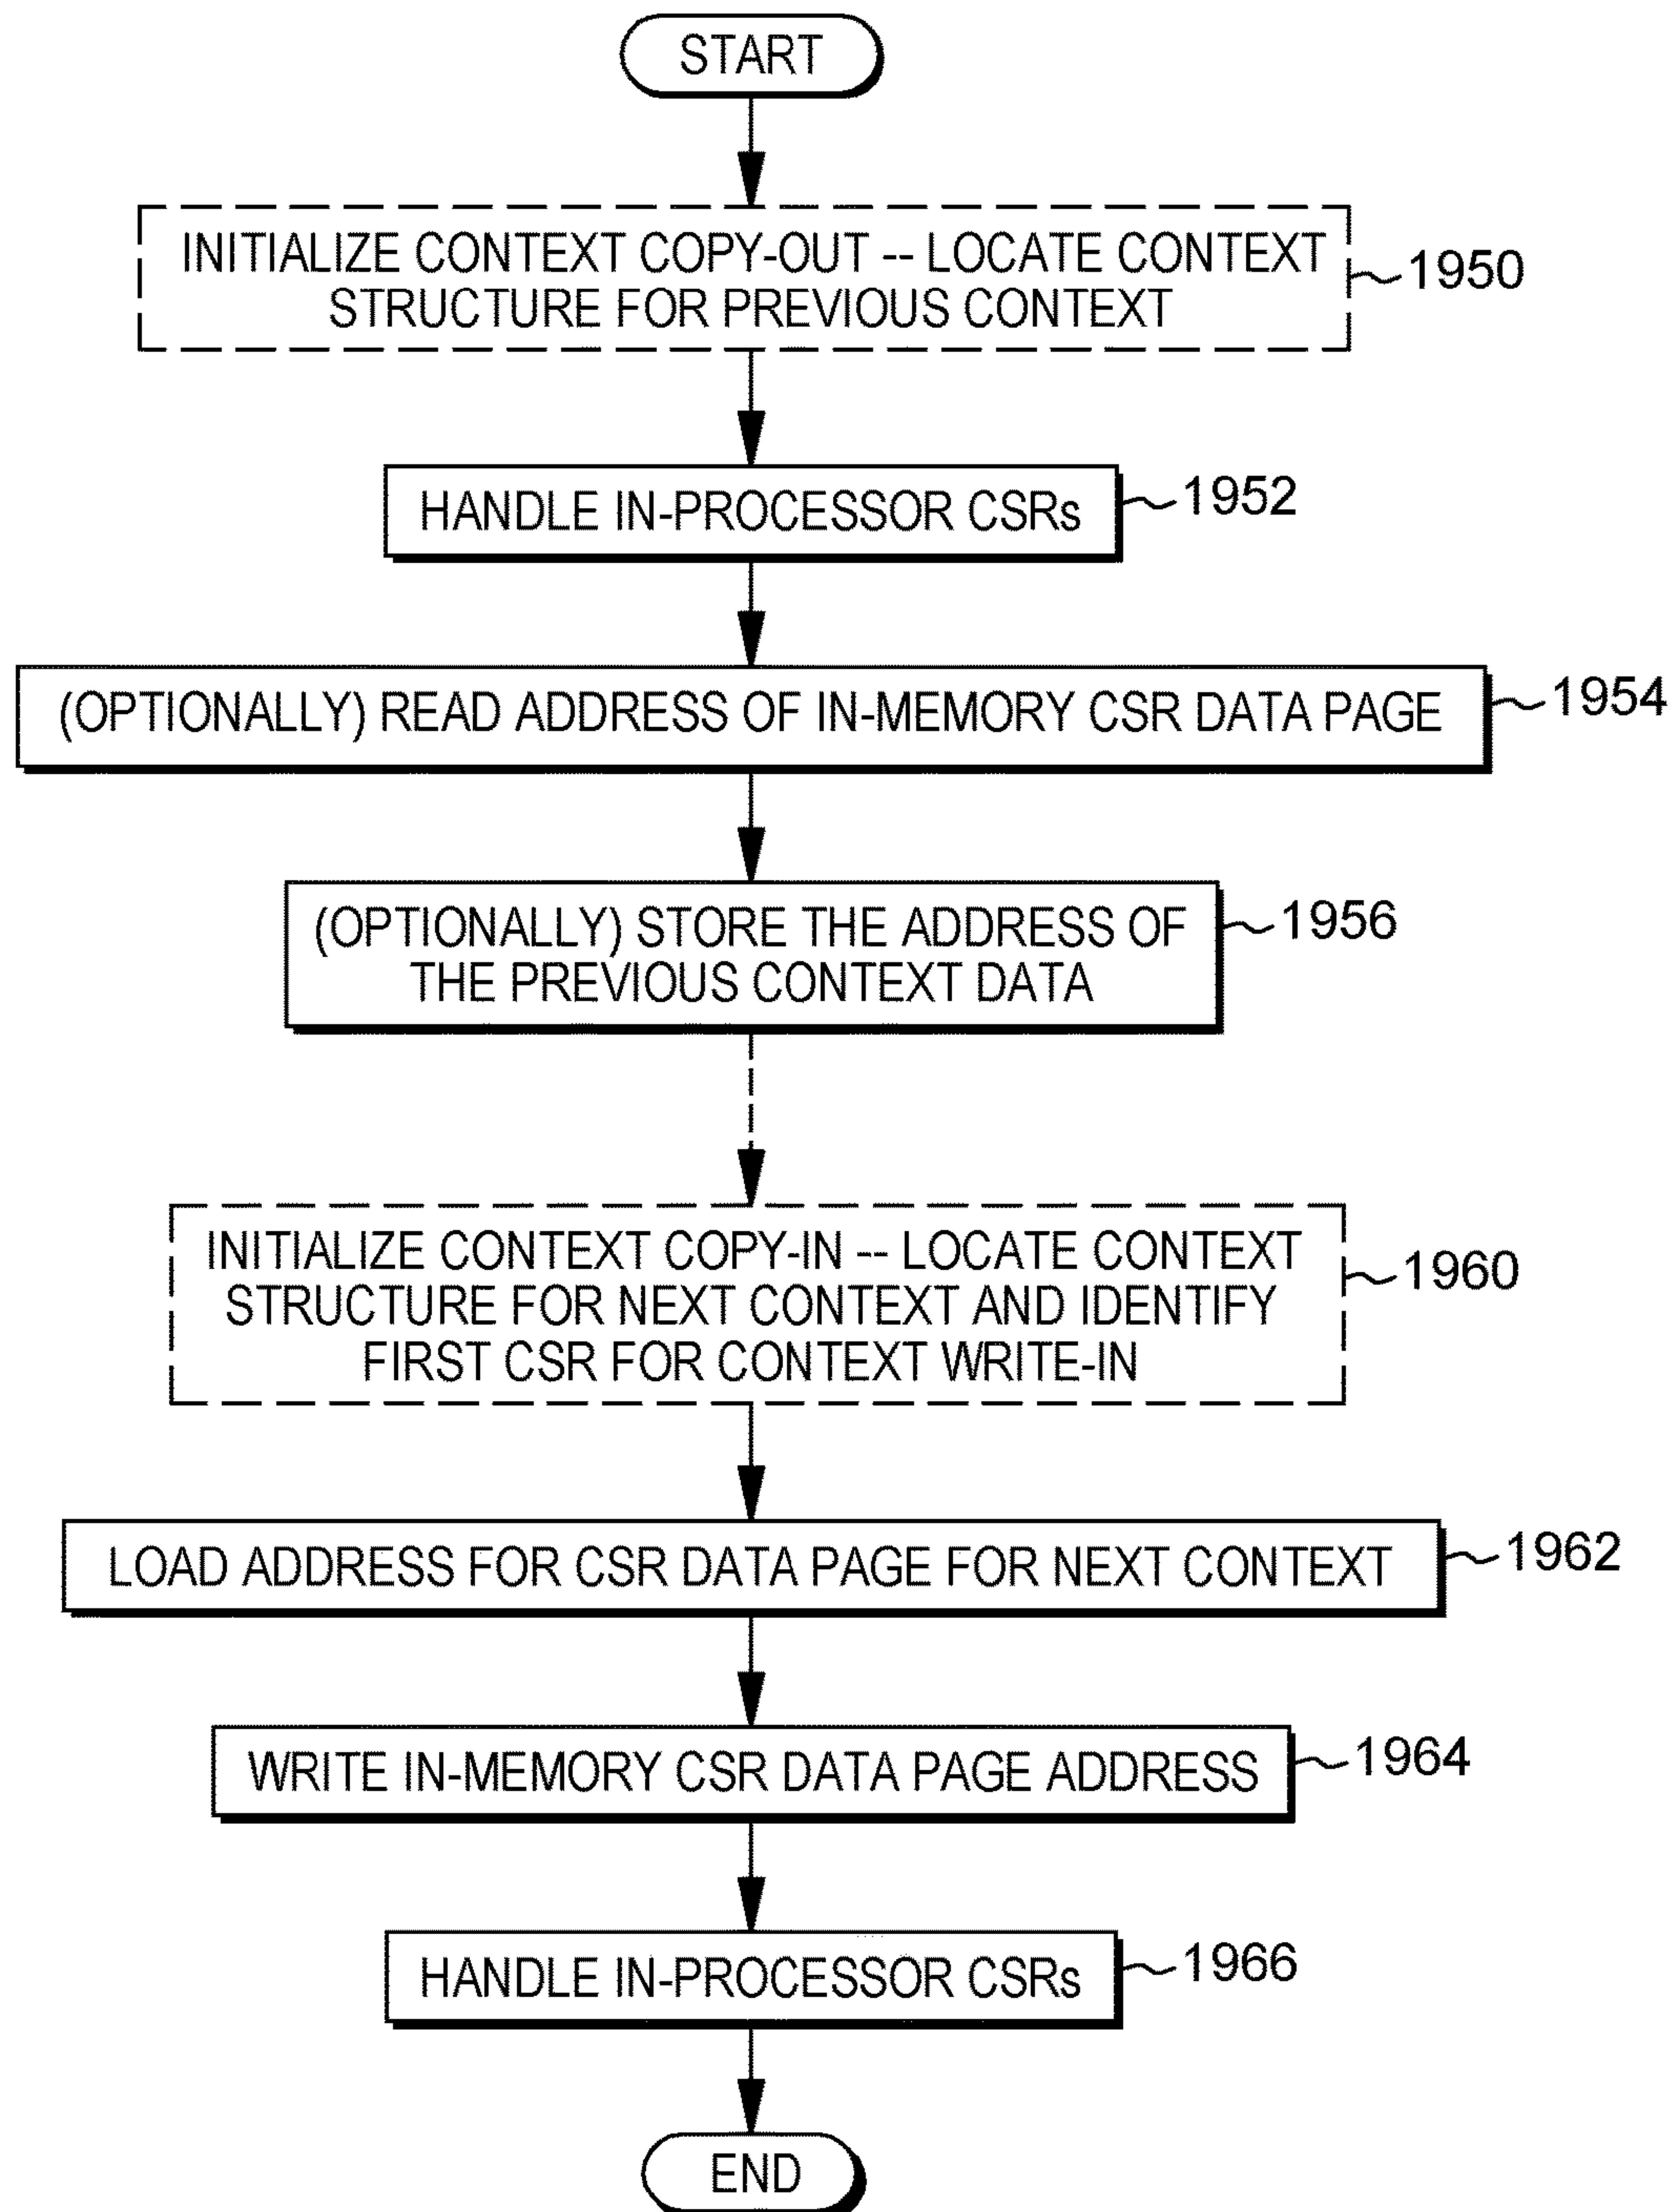 START
INITIALIZE CONTEXT COPY-OUT -- LOCATE CONTEXT
STRUCTURE FOR PREVIOUS CONTEXT
1950
HANDLE IN-PROCESSOR CSRs
1952
(OPTIONALLY) READ ADDRESS OF IN-MEMORY CSR DATA PAGE
1954
(OPTIONALLY) STORE THE ADDRESS OF
THE PREVIOUS CONTEXT DATA
1956
INITIALIZE CONTEXT COPY-IN -- LOCATE CONTEXT
STRUCTURE FOR NEXT CONTEXT AND IDENTIFY
FIRST CSR FOR CONTEXT WRITE-IN
1960
LOAD ADDRESS FOR CSR DATA PAGE FOR NEXT CONTEXT
1962
WRITE IN-MEMORY CSR DATA PAGE ADDRESS
1964
HANDLE IN-PROCESSOR CSRs
1966
END